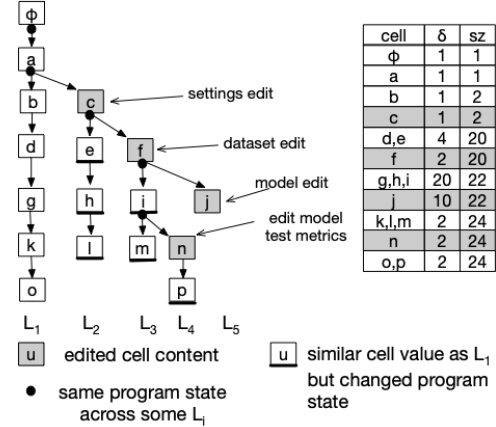 ϕ
a
b
c
settings edit
d
e
f
dataset edit
g
h
i
j
model edit
k
l
m
n
edit model
test metrics
o
p
L1 L2 L3 L4 L5
u edited cell content
same program state
across some Li
u similar cell value as L1
but changed program
state
cell δ sz
ϕ 1 1
a 1 1
b 1 2
c 1 2
d,e 4 20
f 2 20
g,h,i 20 22
j 10 22
k,l,m 2 24
n 2 24
o,p 2 24